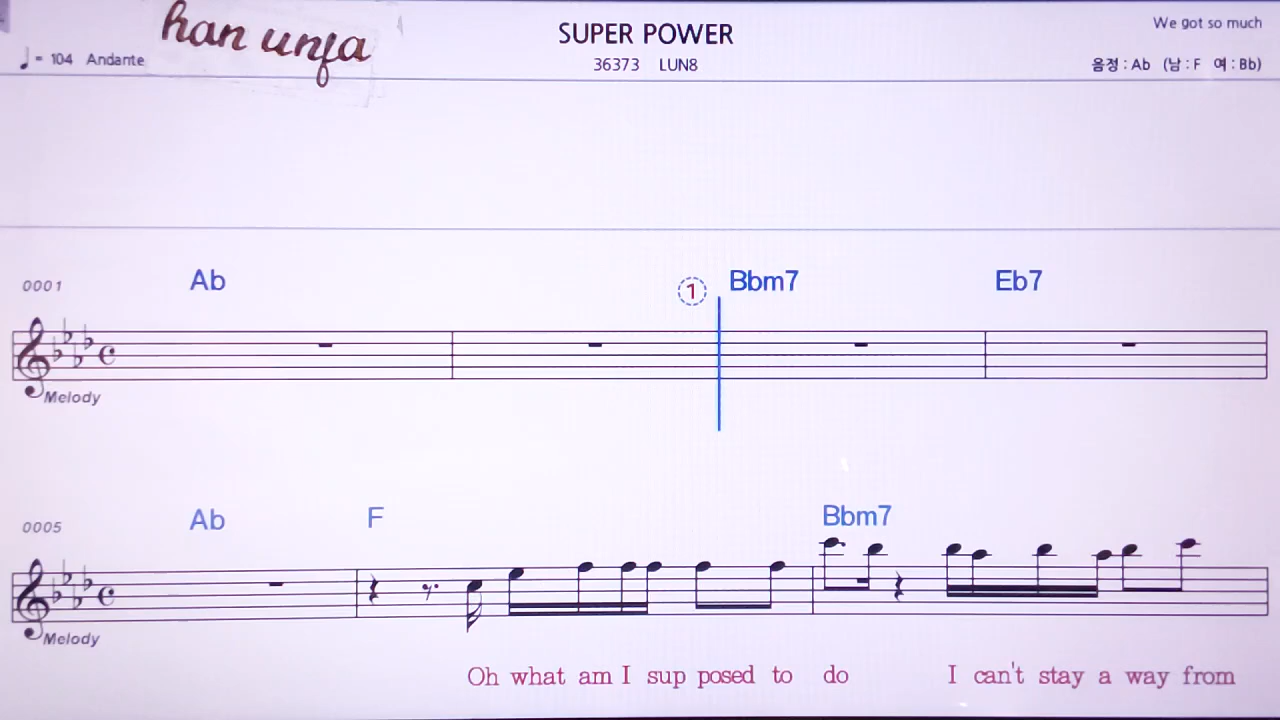 han unja
SUPER POWER
We got so much
♩= 104 Andante
36373 LUN8
음정 : Ab (남 : F 여 : Bb)
0001
Ab
1
Bbm7
Eb7
Melody
0005
Ab
F
Bbm7
Melody
Oh what am I sup posed to do I can't stay a way from